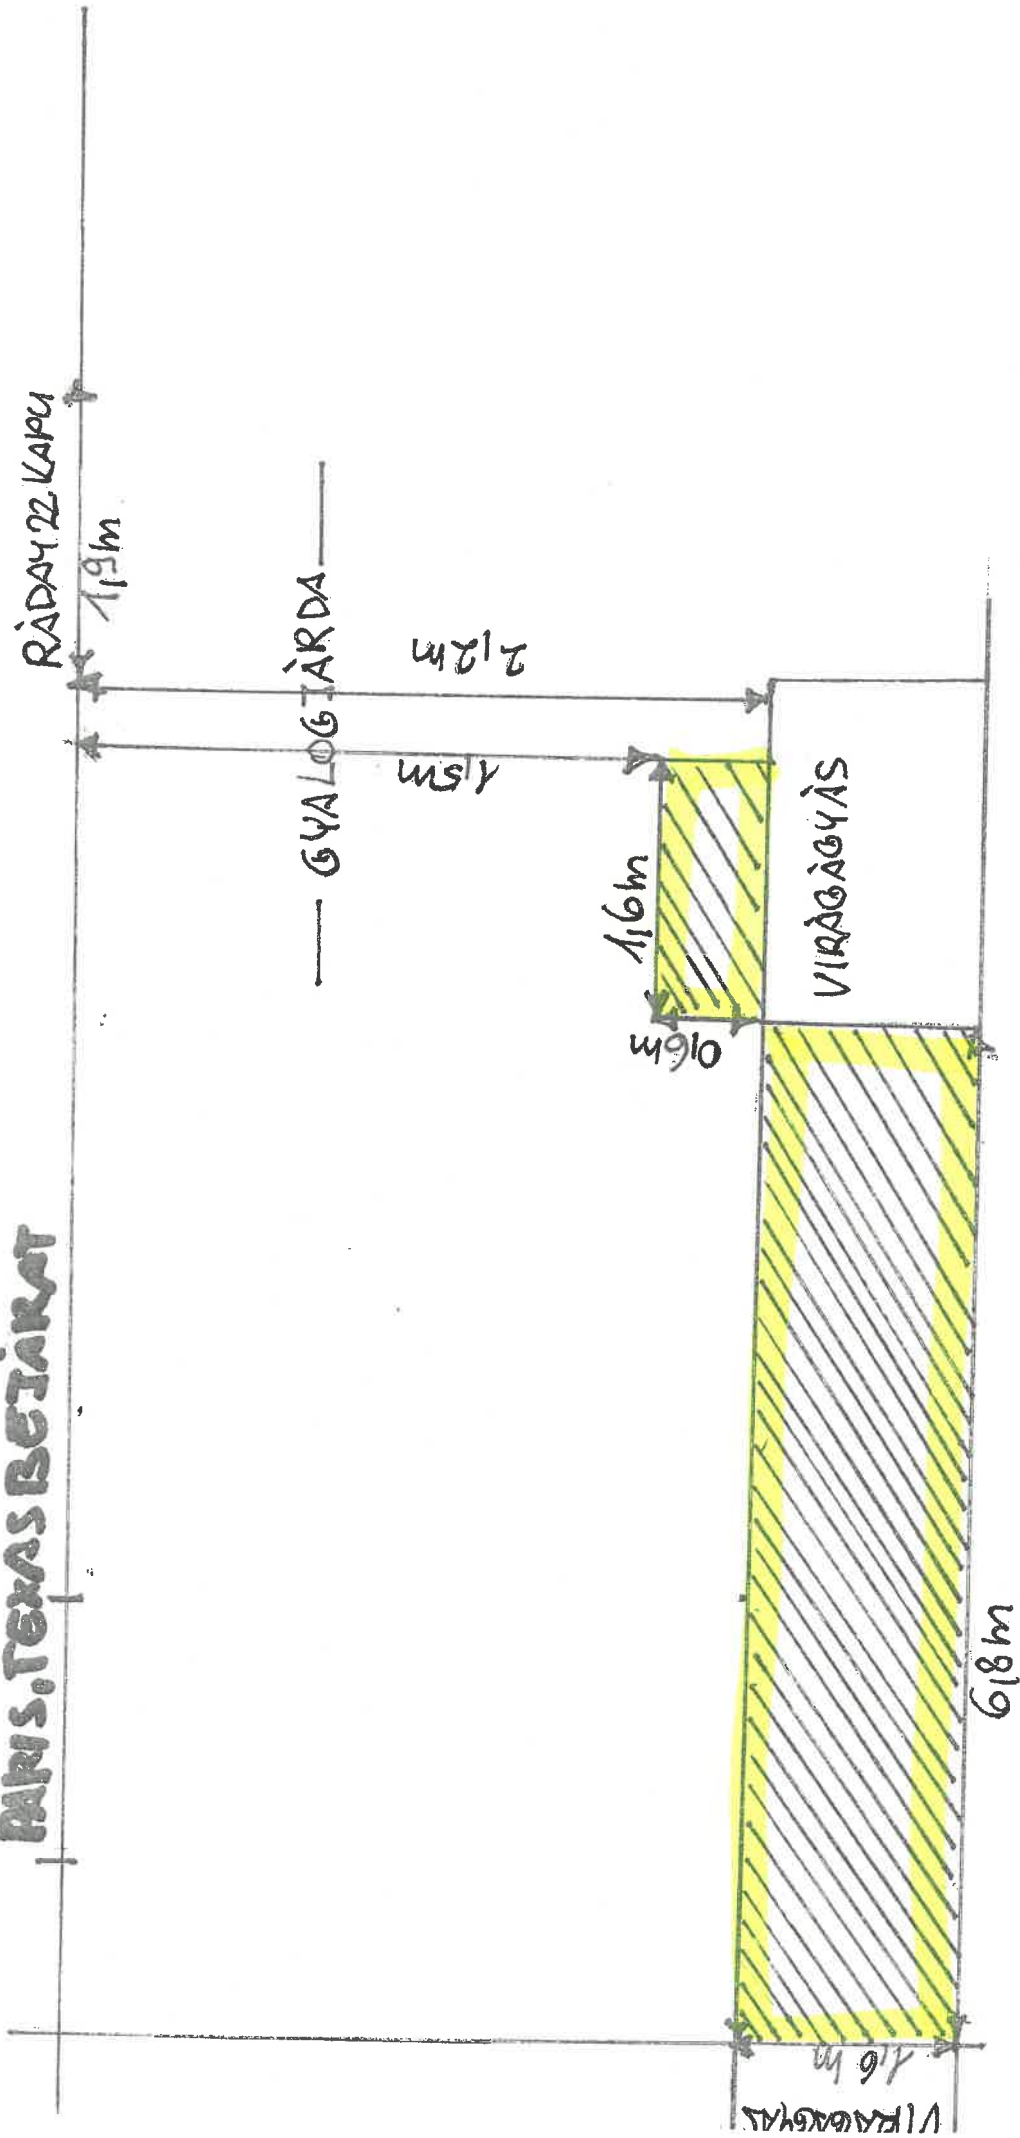 PARIS, TEXAS BEJÁRAT
RÁDAY 22. KAPU
1,9m
— GYALOGJÁRDA —
2,2m
1,5m
1,6m
0,6m
VIRÁGÁGYÁS
6,8m
1,6 m
VIRÁGÁGYÁS